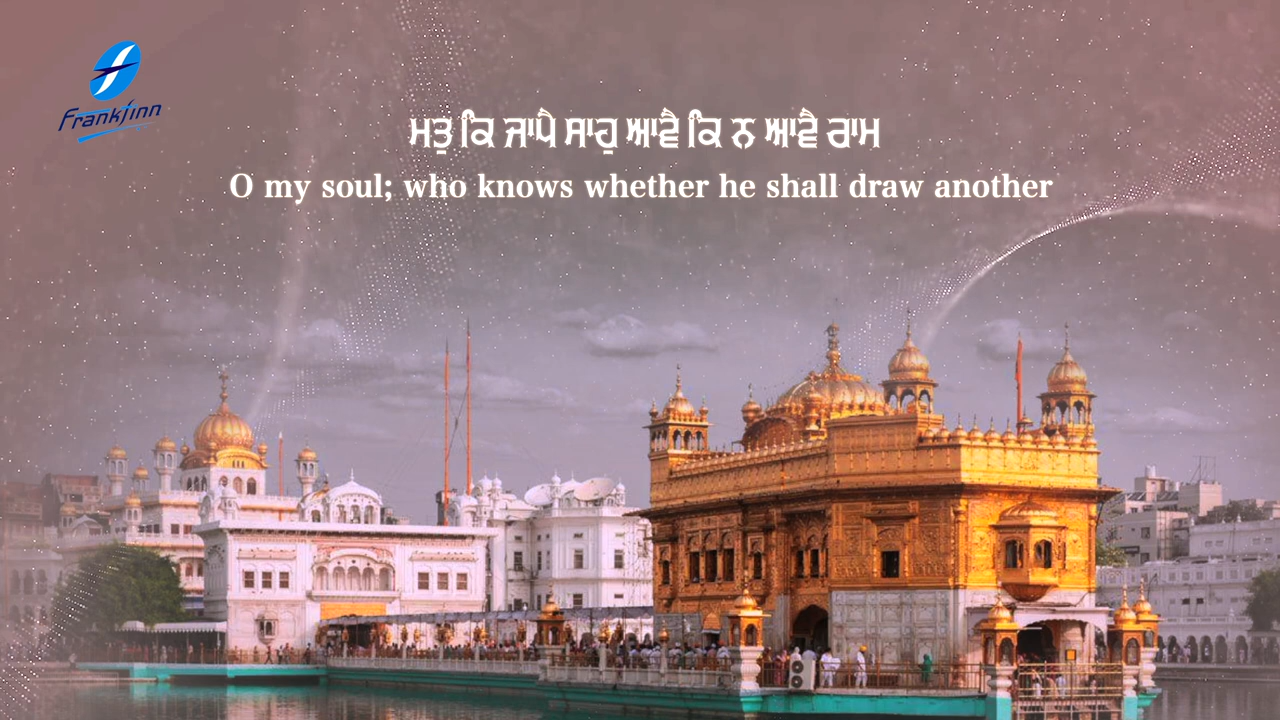 Frankfinn
ਮਤੁ ਕਿ ਜਾਪੈ ਸਾਹੁ ਆਵੈ ਕਿ ਨ ਆਵੈ ਰਾਮ
O my soul; who knows whether he shall draw another